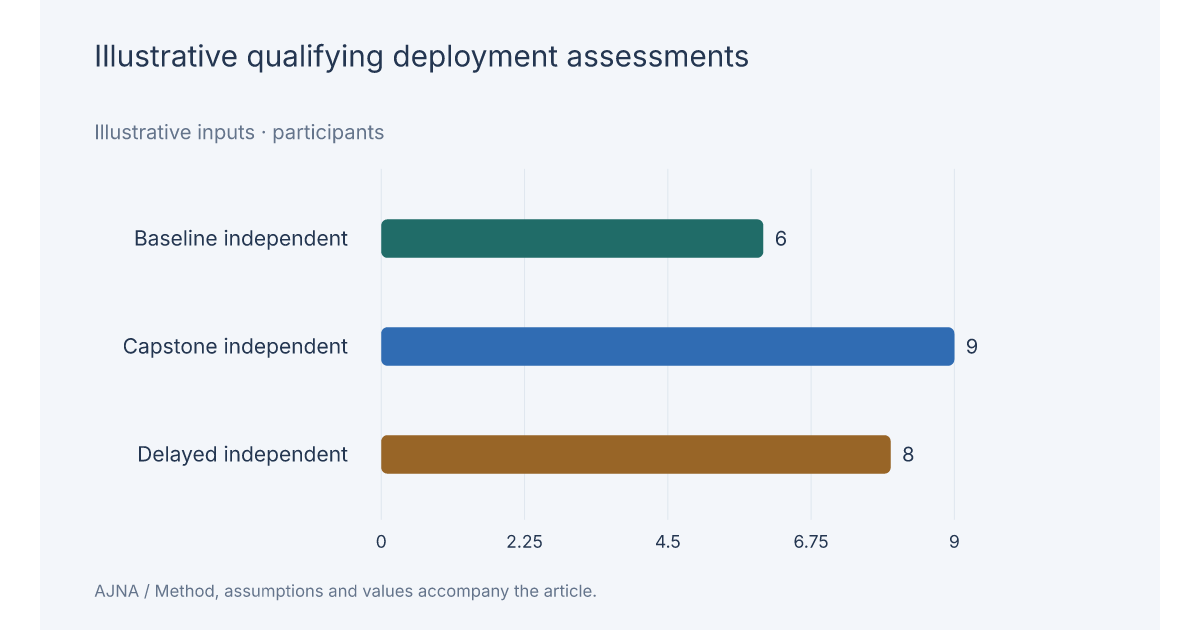 Illustrative qualifying deployment assessments
Illustrative inputs · participants
Baseline independent 6
Capstone independent 9
Delayed independent 8
0 2.25 4.5 6.75 9
AJNA / Method, assumptions and values accompany the article.